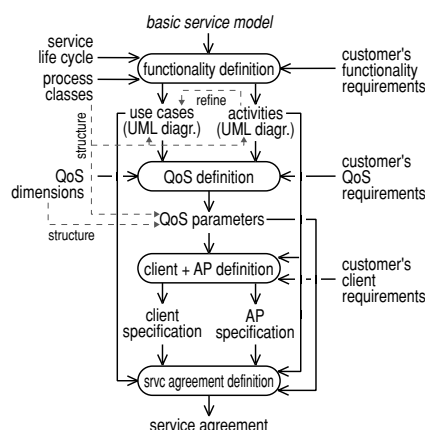 basic service model
service
life cycle
process
classes
functionality definition
customer's
functionality
requirements
refine
structure
use cases
(UML diagr.)
activities
(UML diagr.)
QoS
dimensions
QoS definition
customer's
QoS
requirements
structure
QoS parameters
client + AP definition
customer's
client
requirements
client
specification
AP
specification
srvc agreement definition
service agreement